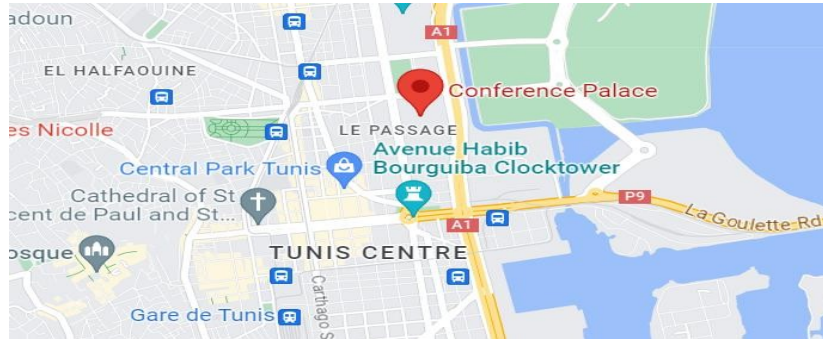 adoun
A1
EL HALFAOUINE
Conference Palace
es Nicolle
LE PASSAGE
Avenue Habib
Bourguiba Clocktower
Central Park Tunis
Cathedral of St
cent de Paul and St...
P9
A1
La Goulette Rd
osque
TUNIS CENTRE
Carthago S
Gare de Tunis